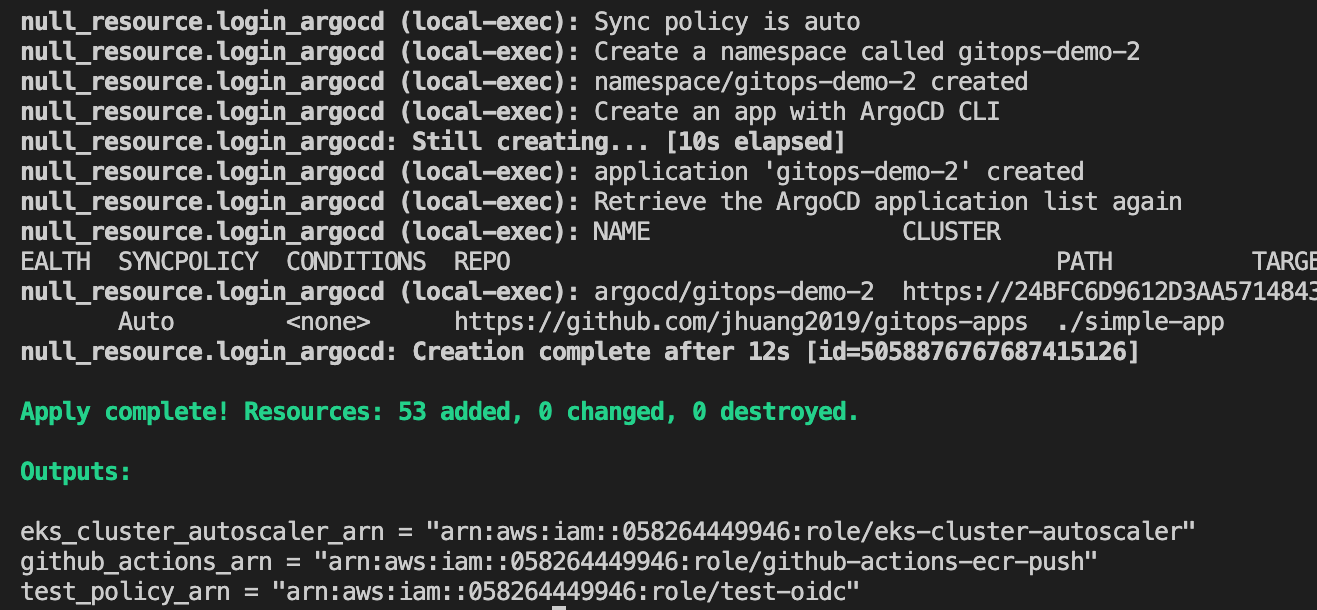 null_resource.login_argocd (local-exec): Sync policy is auto
null_resource.login_argocd (local-exec): Create a namespace called gitops-demo-2
null_resource.login_argocd (local-exec): namespace/gitops-demo-2 created
null_resource.login_argocd (local-exec): Create an app with ArgoCD CLI
null_resource.login_argocd: Still creating... [10s elapsed]
null_resource.login_argocd (local-exec): application 'gitops-demo-2' created
null_resource.login_argocd (local-exec): Retrieve the ArgoCD application list again
null_resource.login_argocd (local-exec): NAME                  CLUSTER
EALTH  SYNCPOLICY  CONDITIONS  REPO                                       PATH          TARGE
null_resource.login_argocd (local-exec): argocd/gitops-demo-2  https://24BFC6D9612D3AA5714843
       Auto        <none>      https://github.com/jhuang2019/gitops-apps  ./simple-app
null_resource.login_argocd: Creation complete after 12s [id=5058876767687415126]
Apply complete! Resources: 53 added, 0 changed, 0 destroyed.
Outputs:
eks_cluster_autoscaler_arn = "arn:aws:iam::058264449946:role/eks-cluster-autoscaler"
github_actions_arn = "arn:aws:iam::058264449946:role/github-actions-ecr-push"
test_policy_arn = "arn:aws:iam::058264449946:role/test-oidc"